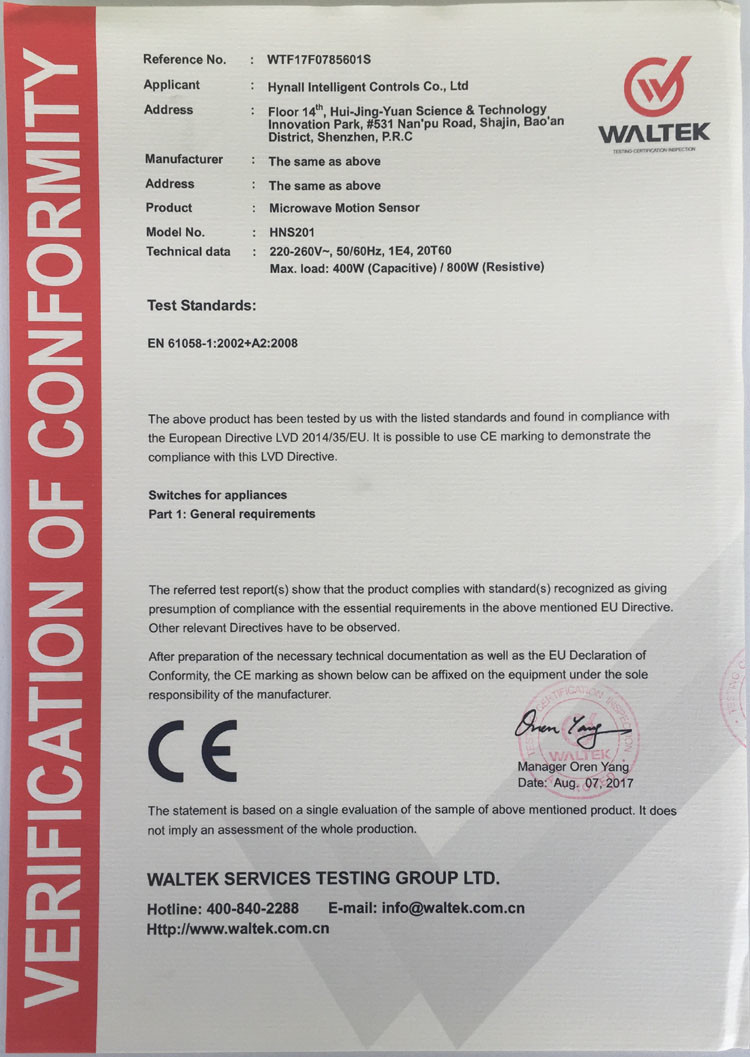 VERIFICATION OF CONFORMITY
Reference No. : WTF17F0785601S
Applicant : Hynall Intelligent Controls Co., Ltd
Address : Floor 14th, Hui-Jing-Yuan Science & Technology
Innovation Park, #531 Nan'pu Road, Shajin, Bao'an
District, Shenzhen, P.R.C
WALTEK
TESTING CERTIFICATION INSPECTION
Manufacturer : The same as above
Address : The same as above
Product : Microwave Motion Sensor
Model No. : HNS201
Technical data : 220-260V~, 50/60Hz, 1E4, 20T60
Max. load: 400W (Capacitive) / 800W (Resistive)
Test Standards:
EN 61058-1:2002+A2:2008
The above product has been tested by us with the listed standards and found in compliance with
the European Directive LVD 2014/35/EU. It is possible to use CE marking to demonstrate the
compliance with this LVD Directive.
Switches for appliances
Part 1: General requirements
The referred test report(s) show that the product complies with standard(s) recognized as giving
presumption of compliance with the essential requirements in the above mentioned EU Directive.
Other relevant Directives have to be observed.
After preparation of the necessary technical documentation as well as the EU Declaration of
Conformity, the CE marking as shown below can be affixed on the equipment under the sole
responsibility of the manufacturer.
CE
Oren Yang
WALTEK
Manager Oren Yang
Date: Aug. 07, 2017
The statement is based on a single evaluation of the sample of above mentioned product. It does
not imply an assessment of the whole production.
WALTEK SERVICES TESTING GROUP LTD.
Hotline: 400-840-2288 E-mail: info@waltek.com.cn
Http://www.waltek.com.cn